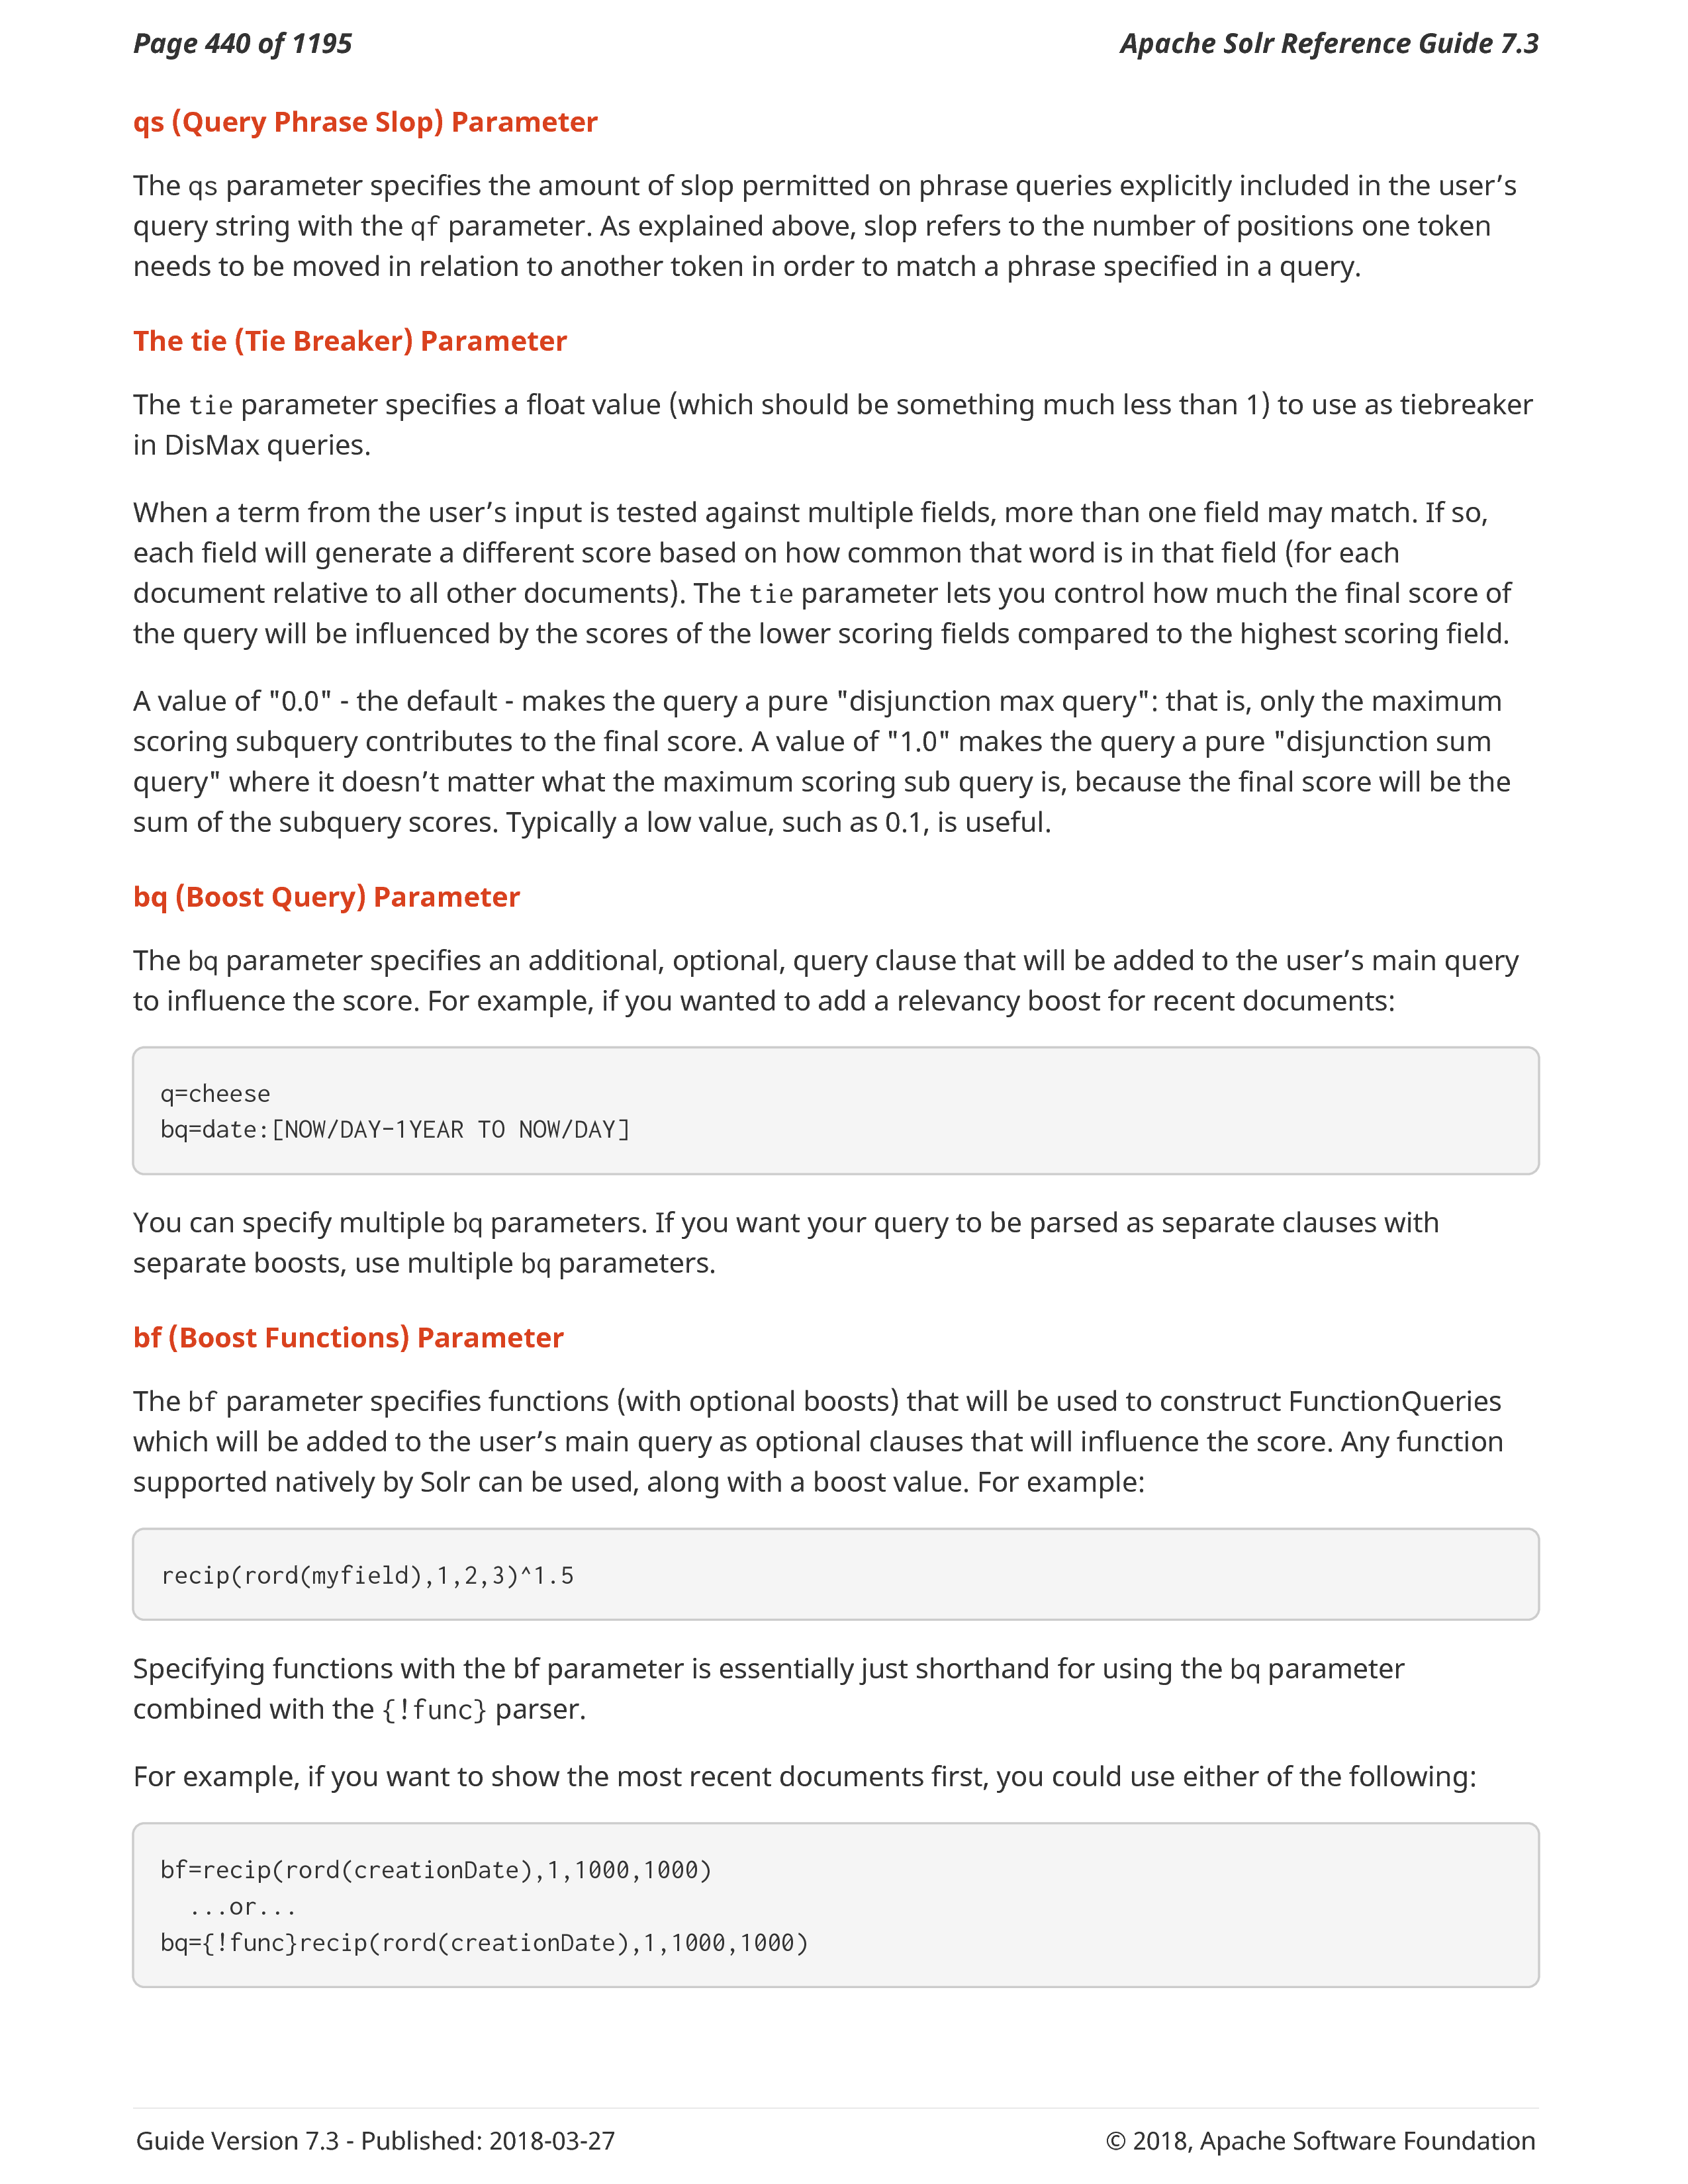 Page 440 of 1195
Apache Solr Reference Guide 7.3
qs (Query Phrase Slop) Parameter
The qs parameter specifies the amount of slop permitted on phrase queries explicitly included in the user’s
query string with the qf parameter. As explained above, slop refers to the number of positions one token
needs to be moved in relation to another token in order to match a phrase specified in a query.
The tie (Tie Breaker) Parameter
The tie parameter specifies a float value (which should be something much less than 1) to use as tiebreaker
in DisMax queries.
When a term from the user’s input is tested against multiple fields, more than one field may match. If so,
each field will generate a different score based on how common that word is in that field (for each
document relative to all other documents). The tie parameter lets you control how much the final score of
the query will be influenced by the scores of the lower scoring fields compared to the highest scoring field.
A value of "0.0" - the default - makes the query a pure "disjunction max query": that is, only the maximum
scoring subquery contributes to the final score. A value of "1.0" makes the query a pure "disjunction sum
query" where it doesn’t matter what the maximum scoring sub query is, because the final score will be the
sum of the subquery scores. Typically a low value, such as 0.1, is useful.
bq (Boost Query) Parameter
The bq parameter specifies an additional, optional, query clause that will be added to the user’s main query
to influence the score. For example, if you wanted to add a relevancy boost for recent documents:
q=cheese
bq=date:[NOW/DAY-1YEAR TO NOW/DAY]
You can specify multiple bq parameters. If you want your query to be parsed as separate clauses with
separate boosts, use multiple bq parameters.
bf (Boost Functions) Parameter
The bf parameter specifies functions (with optional boosts) that will be used to construct FunctionQueries
which will be added to the user’s main query as optional clauses that will influence the score. Any function
supported natively by Solr can be used, along with a boost value. For example:
recip(rord(myfield),1,2,3)^1.5
Specifying functions with the bf parameter is essentially just shorthand for using the bq parameter
combined with the {!func} parser.
For example, if you want to show the most recent documents first, you could use either of the following:
bf=recip(rord(creationDate),1,1000,1000)
  ...or...
bq={!func}recip(rord(creationDate),1,1000,1000)
Guide Version 7.3 - Published: 2018-03-27
© 2018, Apache Software Foundation